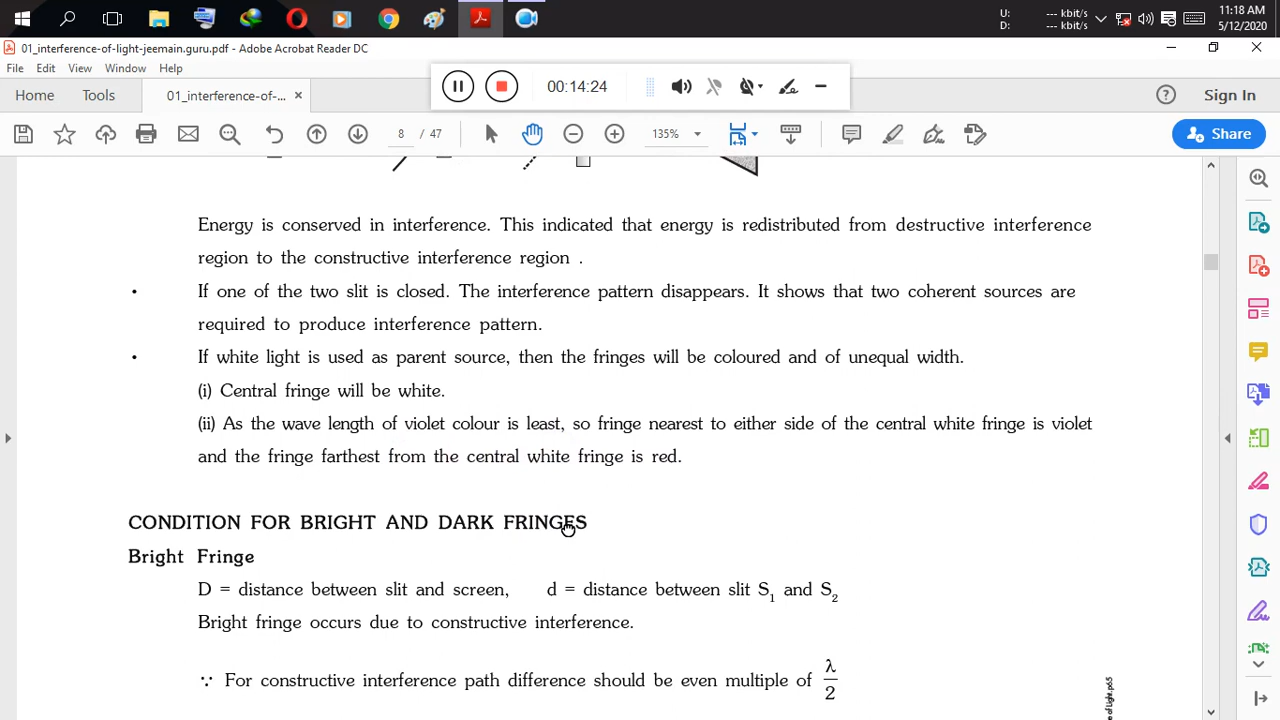 U: --- kbit/s
D: --- kbit/s
11:18 AM
5/12/2020
01_interference-of-light-jeemain.guru.pdf - Adobe Acrobat Reader DC
File Edit View Window Help
00:14:24
Home Tools 01_interference-of-... × Sign In
8 / 47 135% Share
Energy is conserved in interference. This indicated that energy is redistributed from destructive interference
region to the constructive interference region .
• If one of the two slit is closed. The interference pattern disappears. It shows that two coherent sources are
required to produce interference pattern.
• If white light is used as parent source, then the fringes will be coloured and of unequal width.
(i) Central fringe will be white.
(ii) As the wave length of violet colour is least, so fringe nearest to either side of the central white fringe is violet
and the fringe farthest from the central white fringe is red.
CONDITION FOR BRIGHT AND DARK FRINGES
Bright Fringe
D = distance between slit and screen, d = distance between slit S₁ and S₂
Bright fringe occurs due to constructive interference.
∵ For constructive interference path difference should be even multiple of λ/2